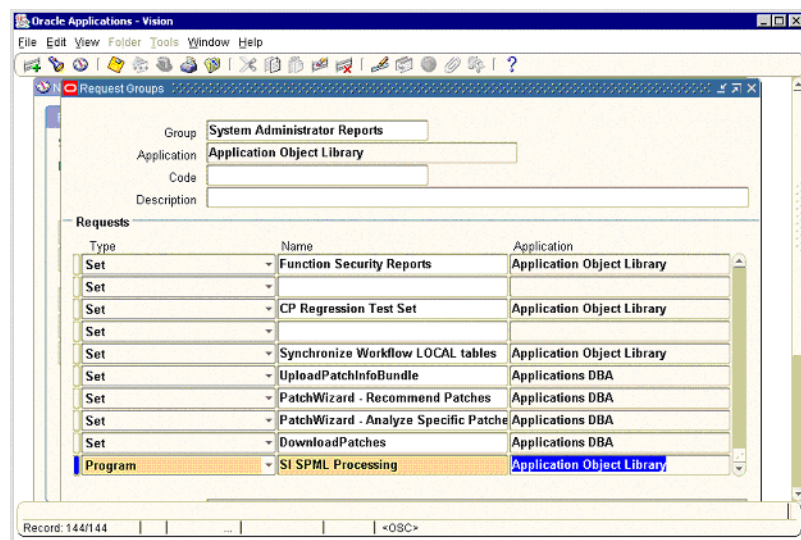 Oracle Applications - Vision
File Edit View Folder Tools Window Help
Request Groups
Group System Administrator Reports
Application Application Object Library
Code
Description
Requests
Type Name Application
Set Function Security Reports Application Object Library
Set
Set CP Regression Test Set Application Object Library
Set
Set Synchronize Workflow LOCAL tables Application Object Library
Set UploadPatchInfoBundle Applications DBA
Set PatchWizard - Recommend Patches Applications DBA
Set PatchWizard - Analyze Specific Patche Applications DBA
Set DownloadPatches Applications DBA
Program SI SPML Processing Application Object Library
Record: 144/144 ... <OSC>